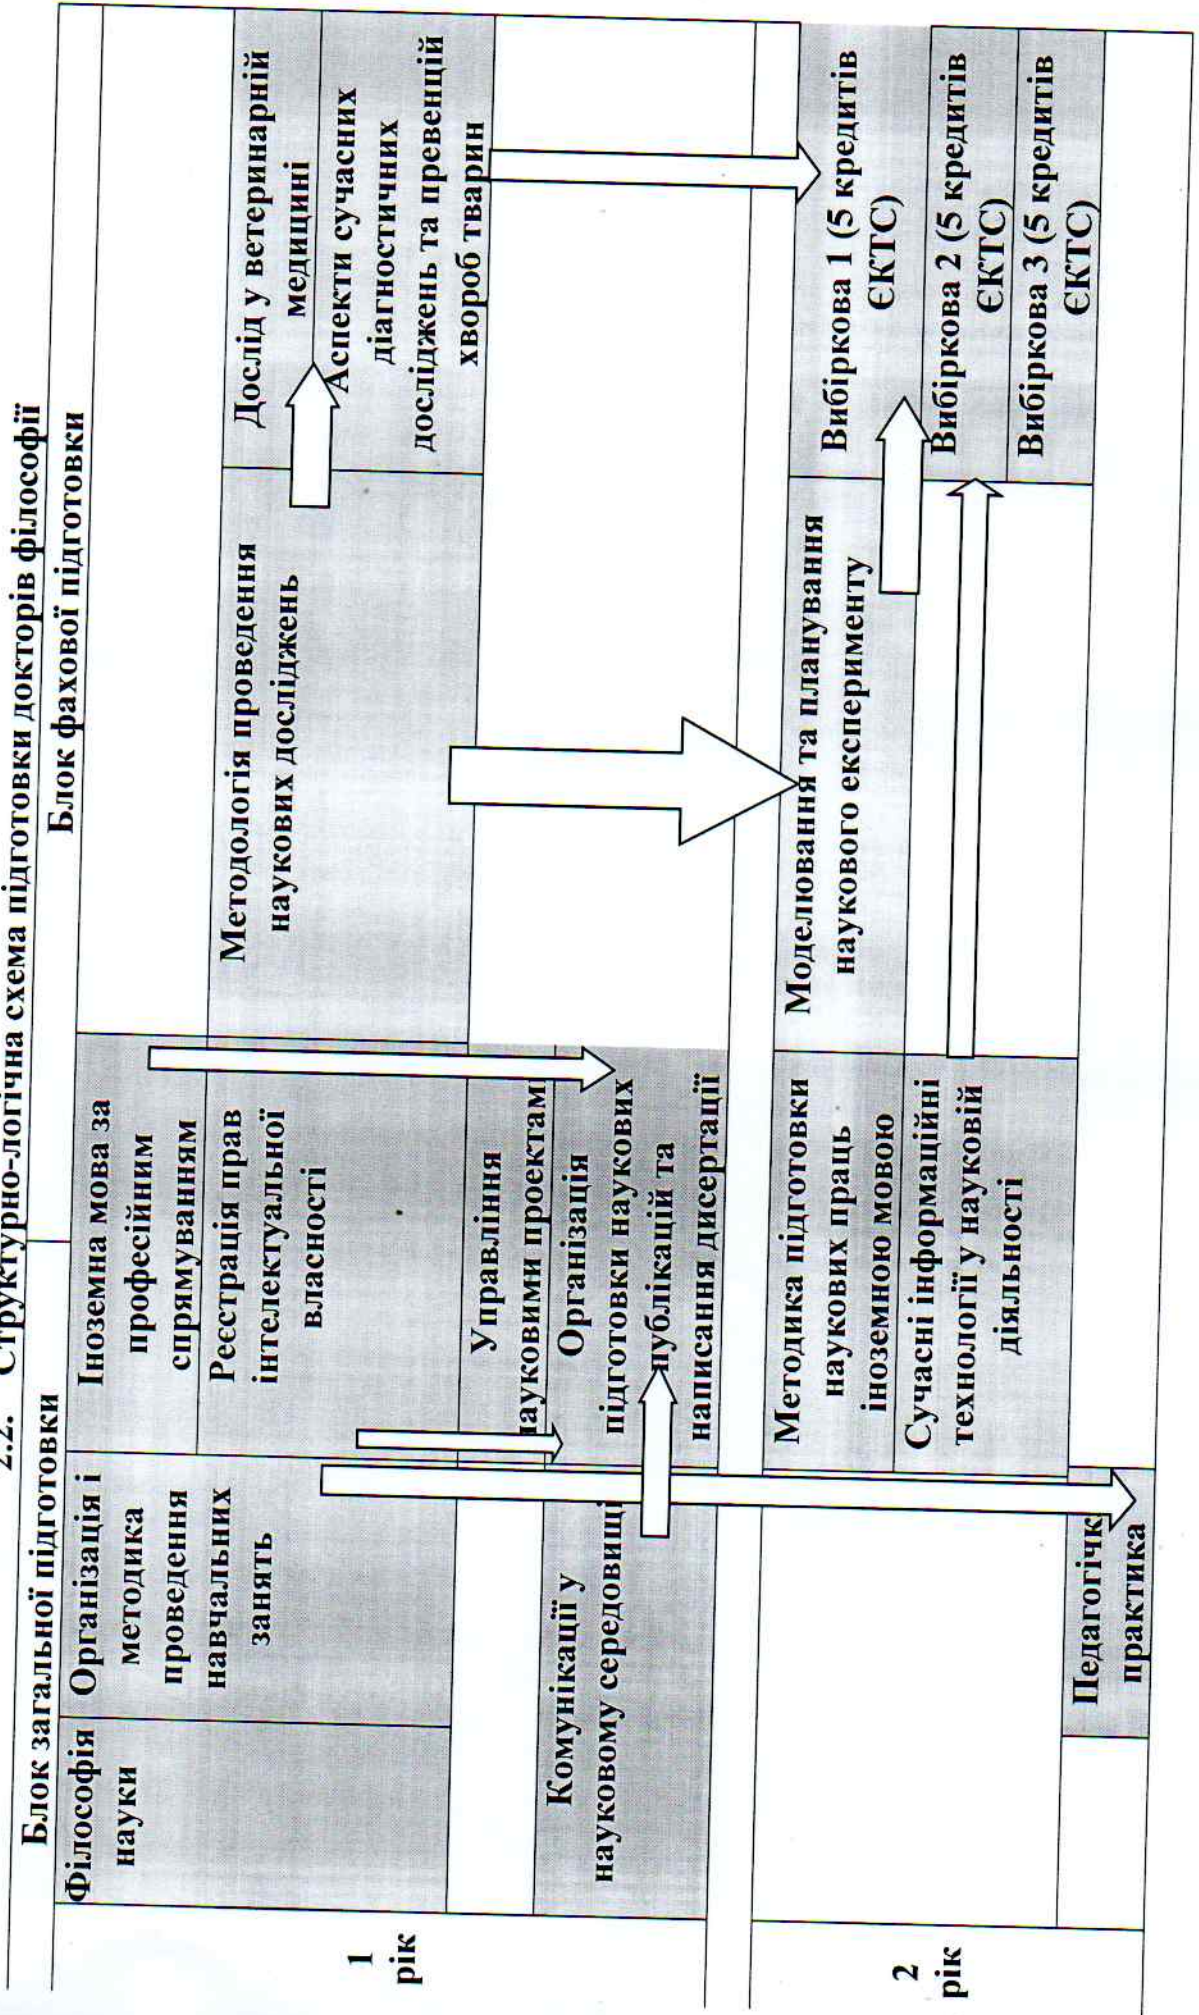 2.2. Структурно-логічна схема підготовки докторів філософії
Блок загальної підготовки
Блок фахової підготовки
1
рік
Філософія
науки
Організація і
методика
проведення
навчальних
занять
Іноземна мова за
професійним
спрямуванням
Реєстрація прав
інтелектуальної
власності
Методологія проведення
наукових досліджень
Дослід у ветеринарній
медицині
Аспекти сучасних
діагностичних
досліджень та превенцій
хвороб тварин
Управління
науковими проектам
Комунікації у
науковому середовищі
Організація
підготовки наукових
публікацій та
написання дисертації
2
рік
Методика підготовки
наукових праць
іноземною мовою
Сучасні інформаційні
технології у науковій
діяльності
Моделювання та планування
наукового експерименту
Вибіркова 1 (5 кредитів
ЄКТС)
Вибіркова 2 (5 кредитів
ЄКТС)
Вибіркова 3 (5 кредитів
ЄКТС)
Педагогічк
практика